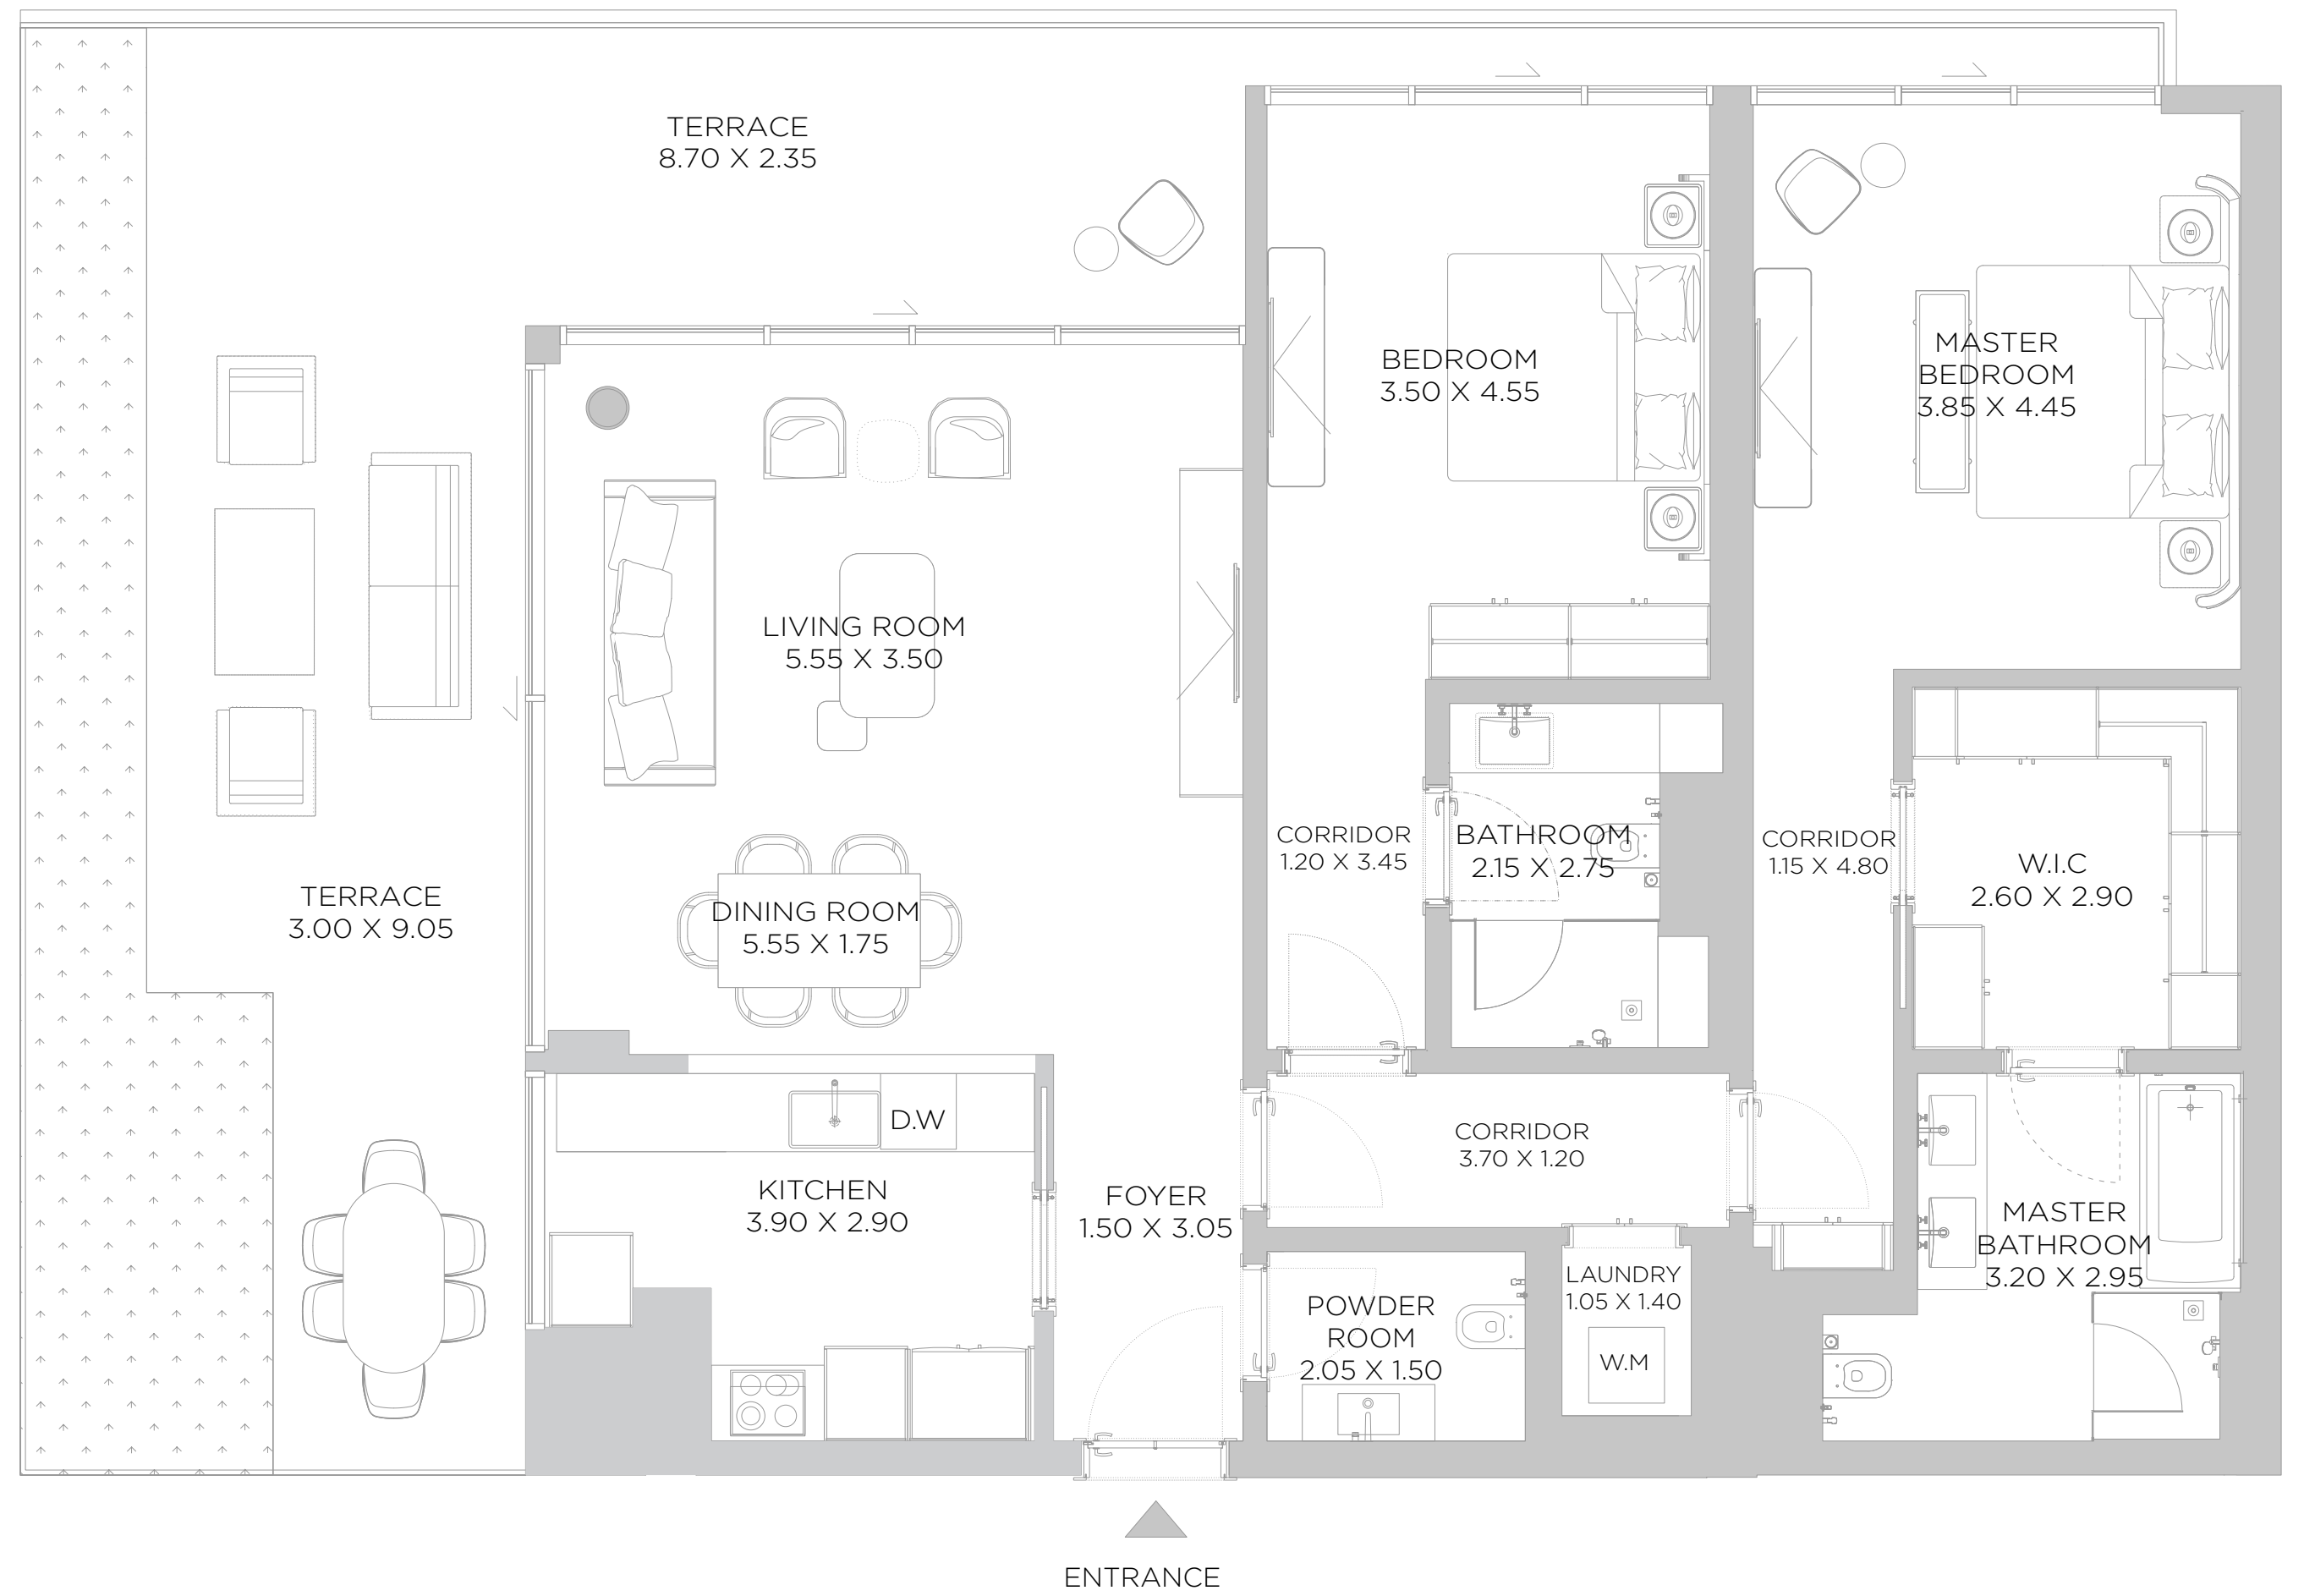 TERRACE
8.70 X 2.35
BEDROOM
3.50 X 4.55
MASTER
BEDROOM
3.85 X 4.45
LIVING ROOM
5.55 X 3.50
CORRIDOR
1.20 X 3.45
BATHROOM
2.15 X 2.75
CORRIDOR
1.15 X 4.80
W.I.C
2.60 X 2.90
TERRACE
3.00 X 9.05
DINING ROOM
5.55 X 1.75
D.W
KITCHEN
3.90 X 2.90
FOYER
1.50 X 3.05
CORRIDOR
3.70 X 1.20
MASTER
BATHROOM
3.20 X 2.95
LAUNDRY
1.05 X 1.40
W.M
POWDER
ROOM
2.05 X 1.50
ENTRANCE